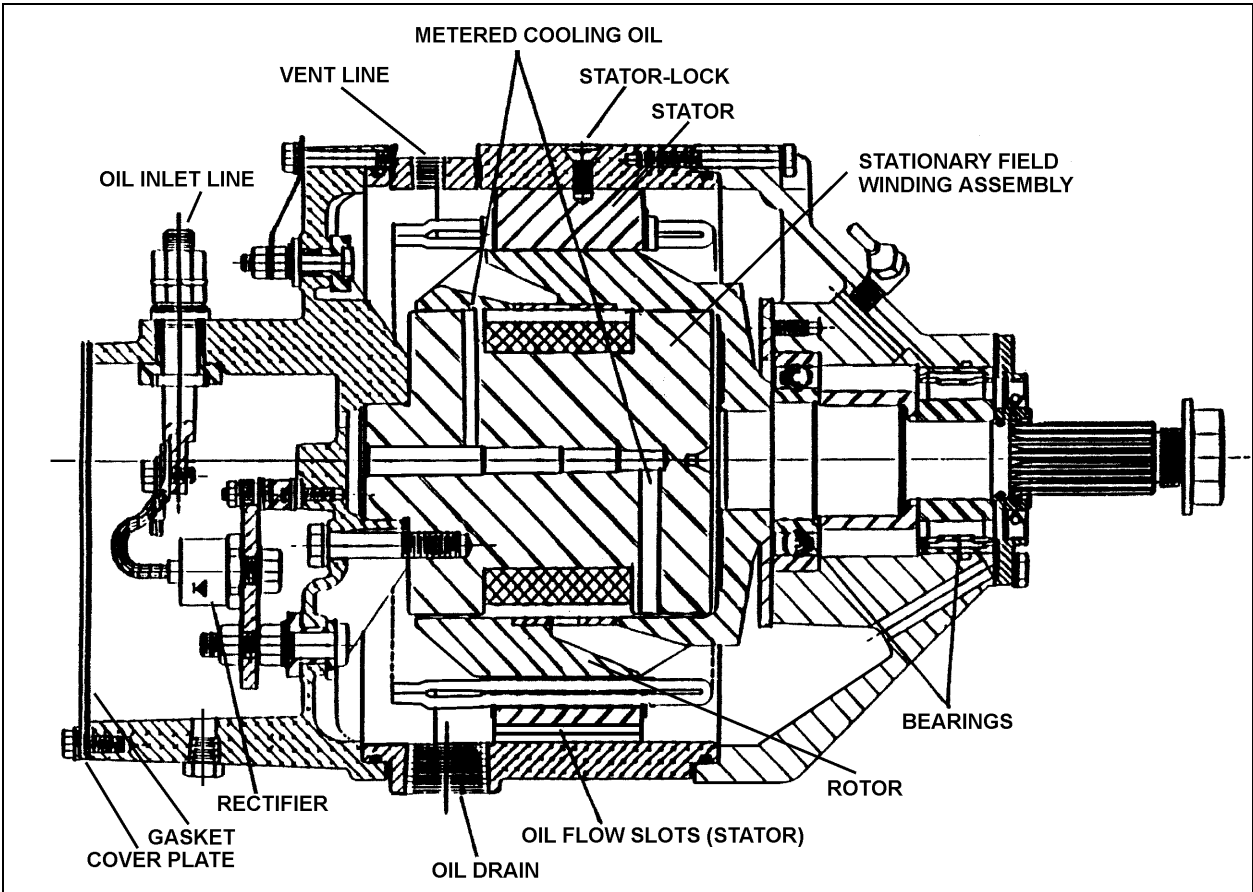 METERED COOLING OIL
VENT LINE
STATOR-LOCK
STATOR
OIL INLET LINE
STATIONARY FIELD
WINDING ASSEMBLY
BEARINGS
ROTOR
RECTIFIER
OIL FLOW SLOTS (STATOR)
GASKET
COVER PLATE
OIL DRAIN